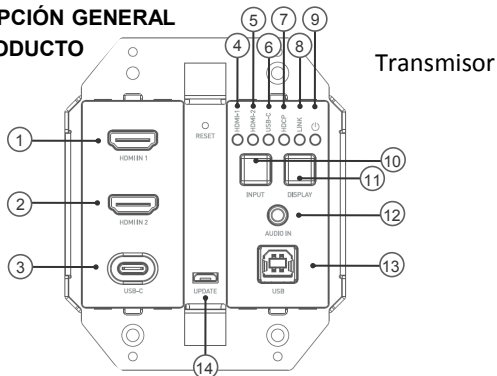 PCIÓN GENERAL
ODUCTO
Transmisor
4
5
6
7
8
9
HDMI-1
HDMI-2
USB-C
HDCP
LINK
RESET
1
HDMI IN 1
10
INPUT
DISPLAY
11
2
HDMI IN 2
12
AUDIO IN
3
USB-C
13
UPDATE
USB
14